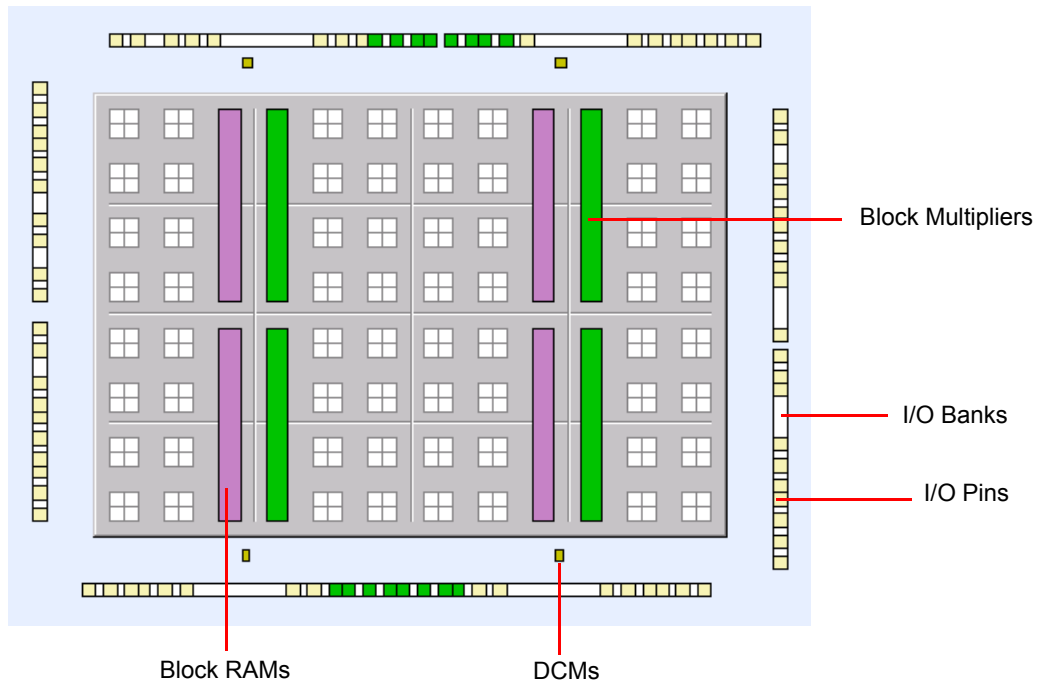 Block Multipliers
I/O Banks
I/O Pins
Block RAMs
DCMs